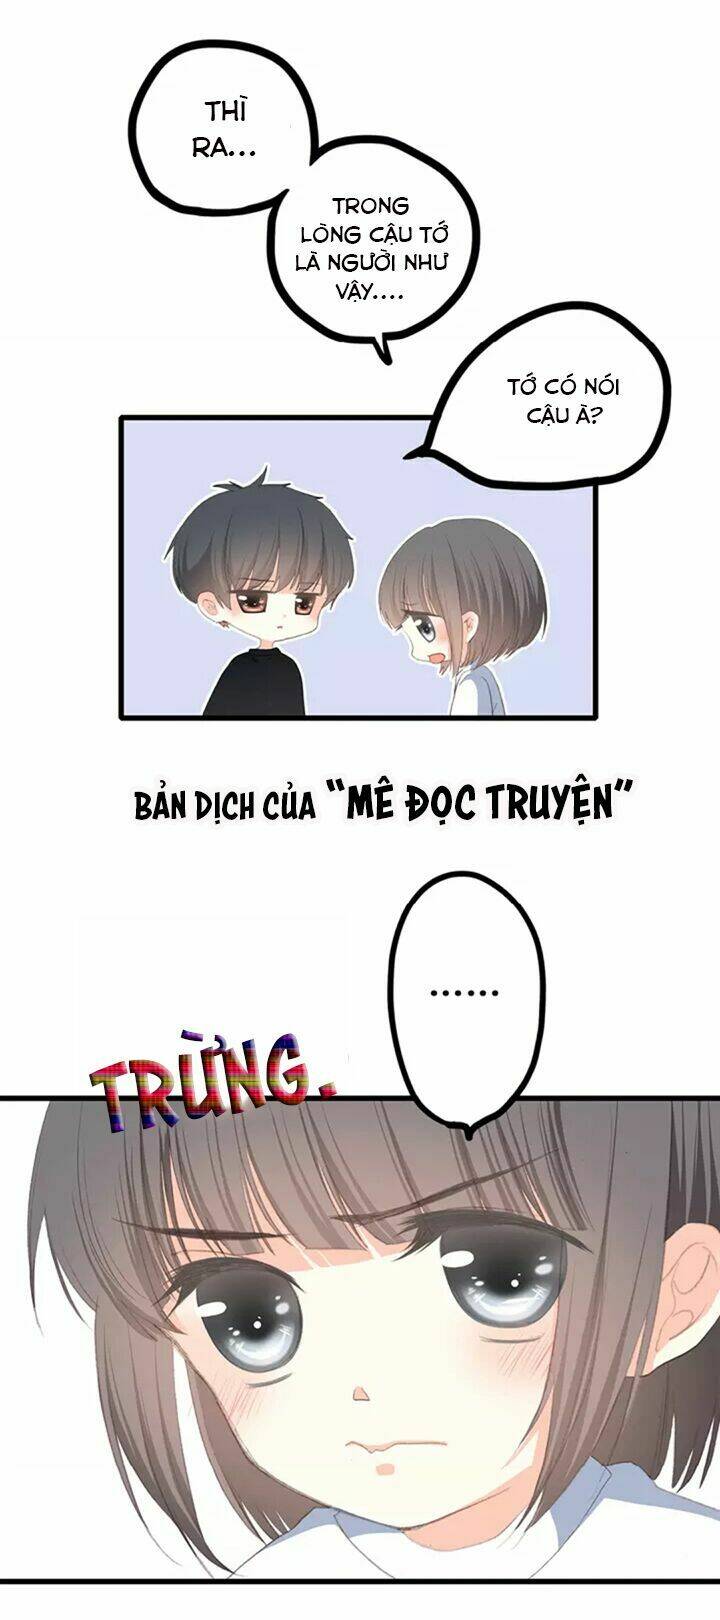 THÌ
RA...
TRONG
LÒNG CẬU TỚ
LÀ NGƯỜI NHƯ
VẬY....
TỚ CÓ NÓI
CẬU À?
BẢN DỊCH CỦA “MÊ ĐỌC TRUYỆN”
......
TRỪNG.